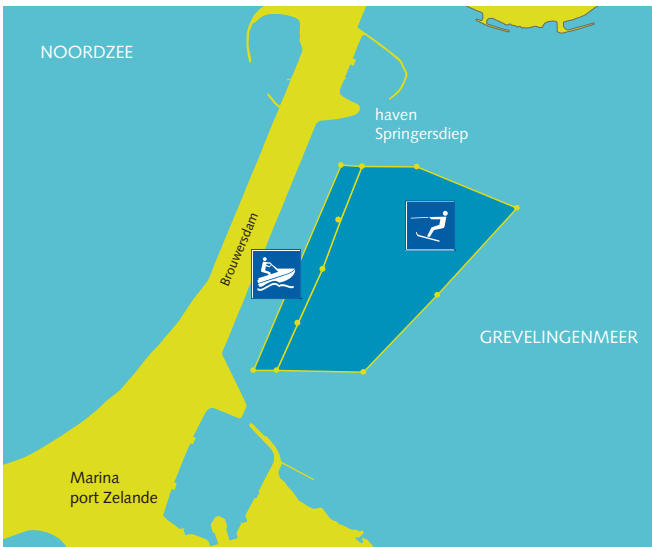 NOORDZEE
haven
Springersdiep
Brouwersdam
GREVELINGENMEER
Marina
port Zelande